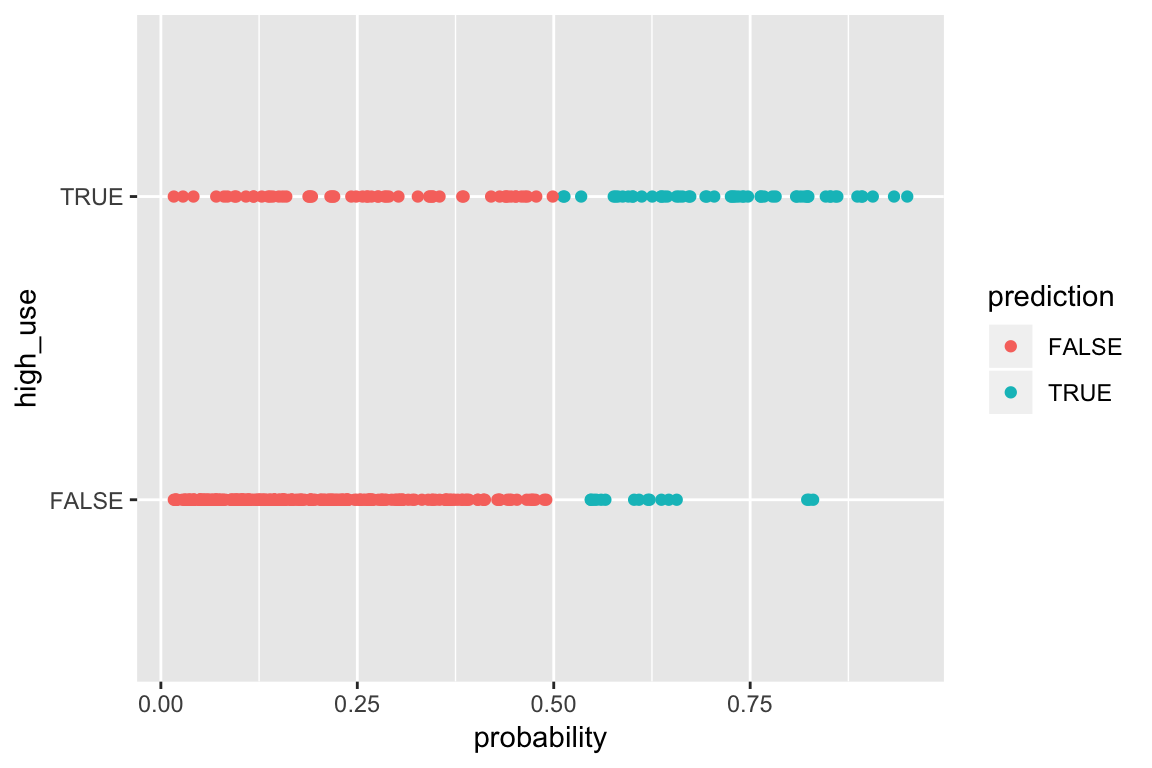 TRUE
FALSE
high_use
0.00 0.25 0.50 0.75
probability
prediction
FALSE
TRUE